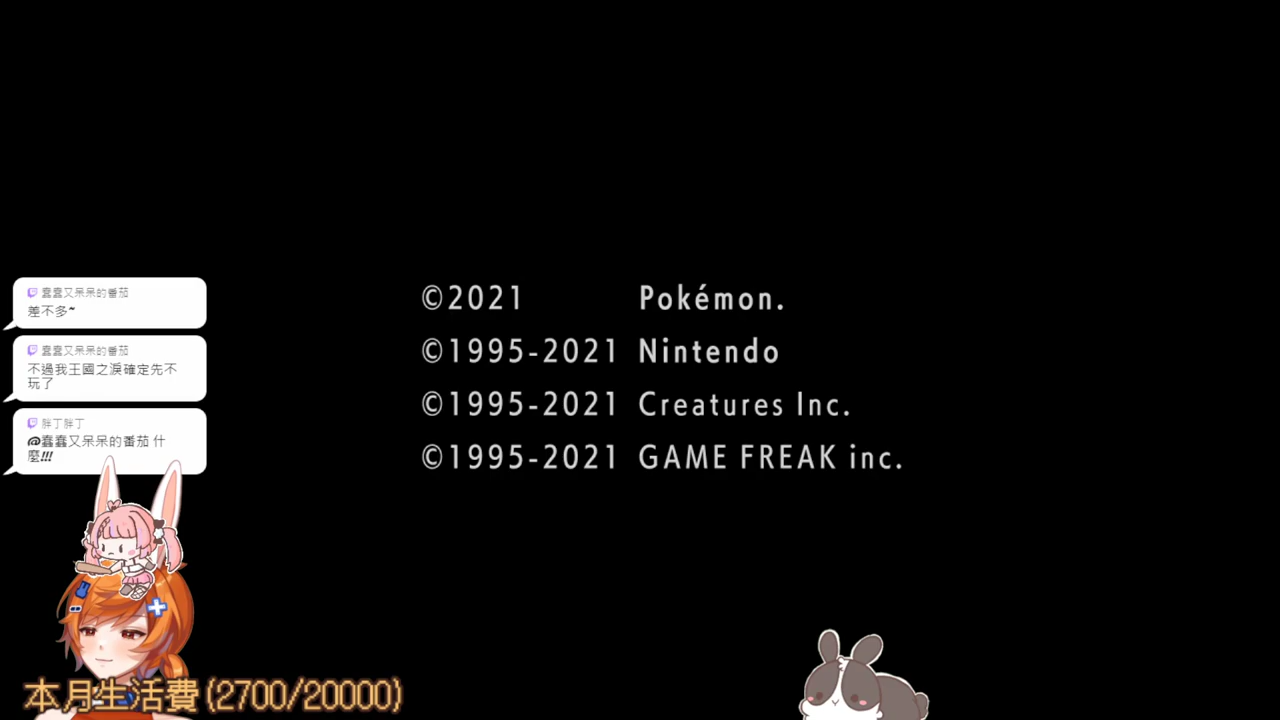 蠢蠢又呆呆的番茄
差不多~
蠢蠢又呆呆的番茄
不過我王國之淚確定先不
玩了
胖丁胖丁
@蠢蠢又呆呆的番茄 什
麼!!!
©2021 Pokémon.
©1995-2021 Nintendo
©1995-2021 Creatures Inc.
©1995-2021 GAME FREAK inc.
本月生活費 (2700/20000)